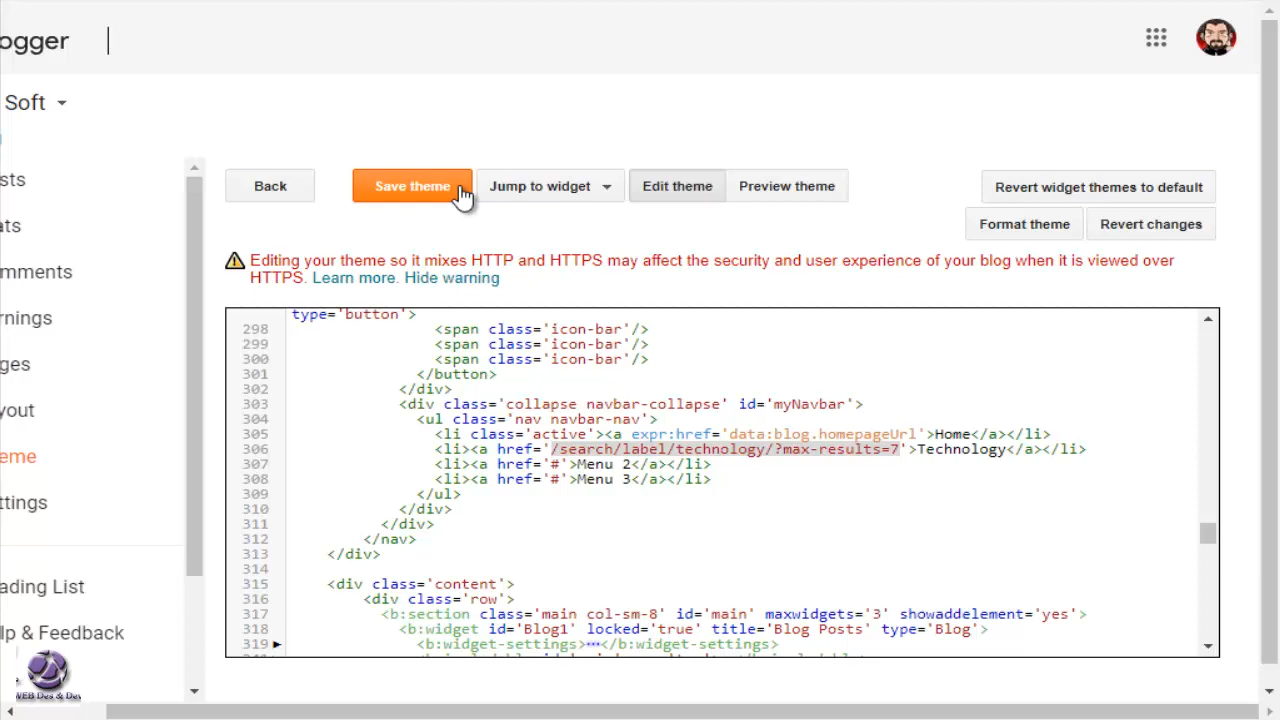 ogger
Soft
sts
ats
mments
rnings
ges
yout
eme
ttings
ading List
lp & Feedback
WEB Des & Dev
Back
Save theme
Jump to widget
Edit theme
Preview theme
Revert widget themes to default
Format theme
Revert changes
Editing your theme so it mixes HTTP and HTTPS may affect the security and user experience of your blog when it is viewed over
HTTPS. Learn more. Hide warning
type='button'>
298 <span class='icon-bar'/>
299 <span class='icon-bar'/>
300 <span class='icon-bar'/>
301 </button>
302 </div>
303 <div class='collapse navbar-collapse' id='myNavbar'>
304 <ul class='nav navbar-nav'>
305 <li class='active'><a expr:href='data:blog.homepageUrl'>Home</a></li>
306 <li><a href='/search/label/technology/?max-results=7'>Technology</a></li>
307 <li><a href='#'>Menu 2</a></li>
308 <li><a href='#'>Menu 3</a></li>
309 </ul>
310 </div>
311 </div>
312 </nav>
313 </div>
314
315 <div class='content'>
316 <div class='row'>
317 <b:section class='main col-sm-8' id='main' maxwidgets='3' showaddelement='yes'>
318 <b:widget id='Blog1' locked='true' title='Blog Posts' type='Blog'>
319 <b:widget-settings>⋯</b:widget-settings>